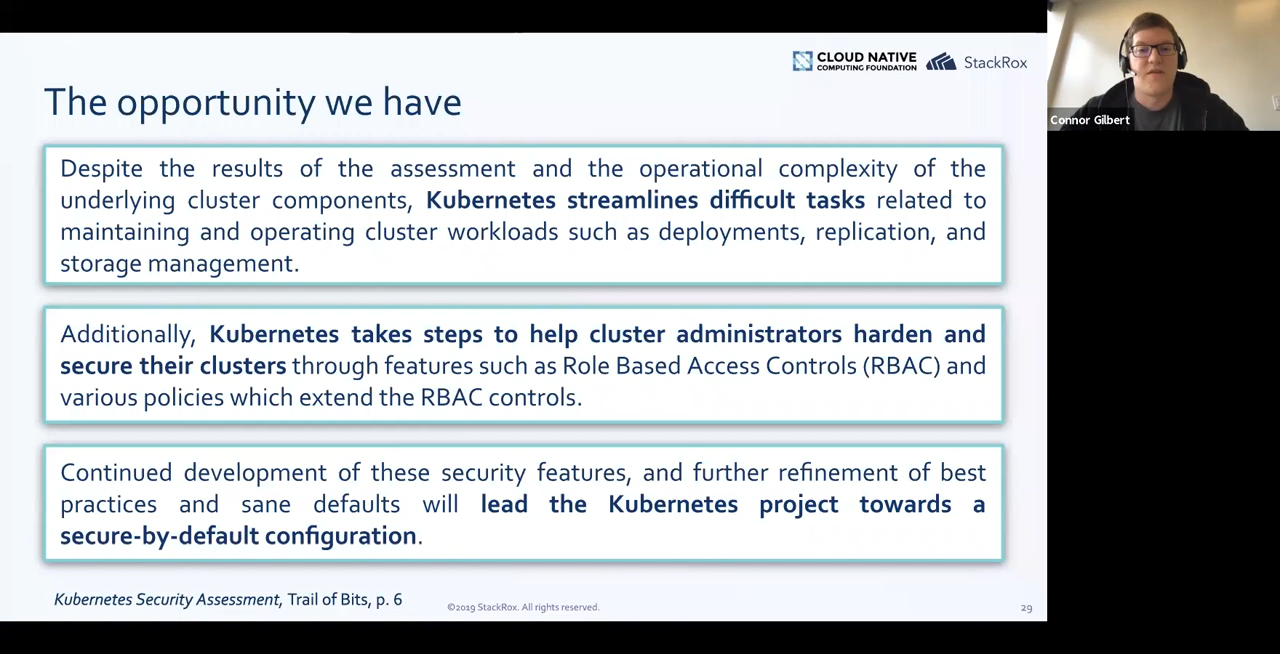 CLOUD NATIVE
COMPUTING FOUNDATION
StackRox
Connor Gilbert
The opportunity we have
Despite the results of the assessment and the operational complexity of the
underlying cluster components, Kubernetes streamlines difficult tasks related to
maintaining and operating cluster workloads such as deployments, replication, and
storage management.
Additionally, Kubernetes takes steps to help cluster administrators harden and
secure their clusters through features such as Role Based Access Controls (RBAC) and
various policies which extend the RBAC controls.
Continued development of these security features, and further refinement of best
practices and sane defaults will lead the Kubernetes project towards a
secure-by-default configuration.
Kubernetes Security Assessment, Trail of Bits, p. 6
©2019 StackRox. All rights reserved.
29